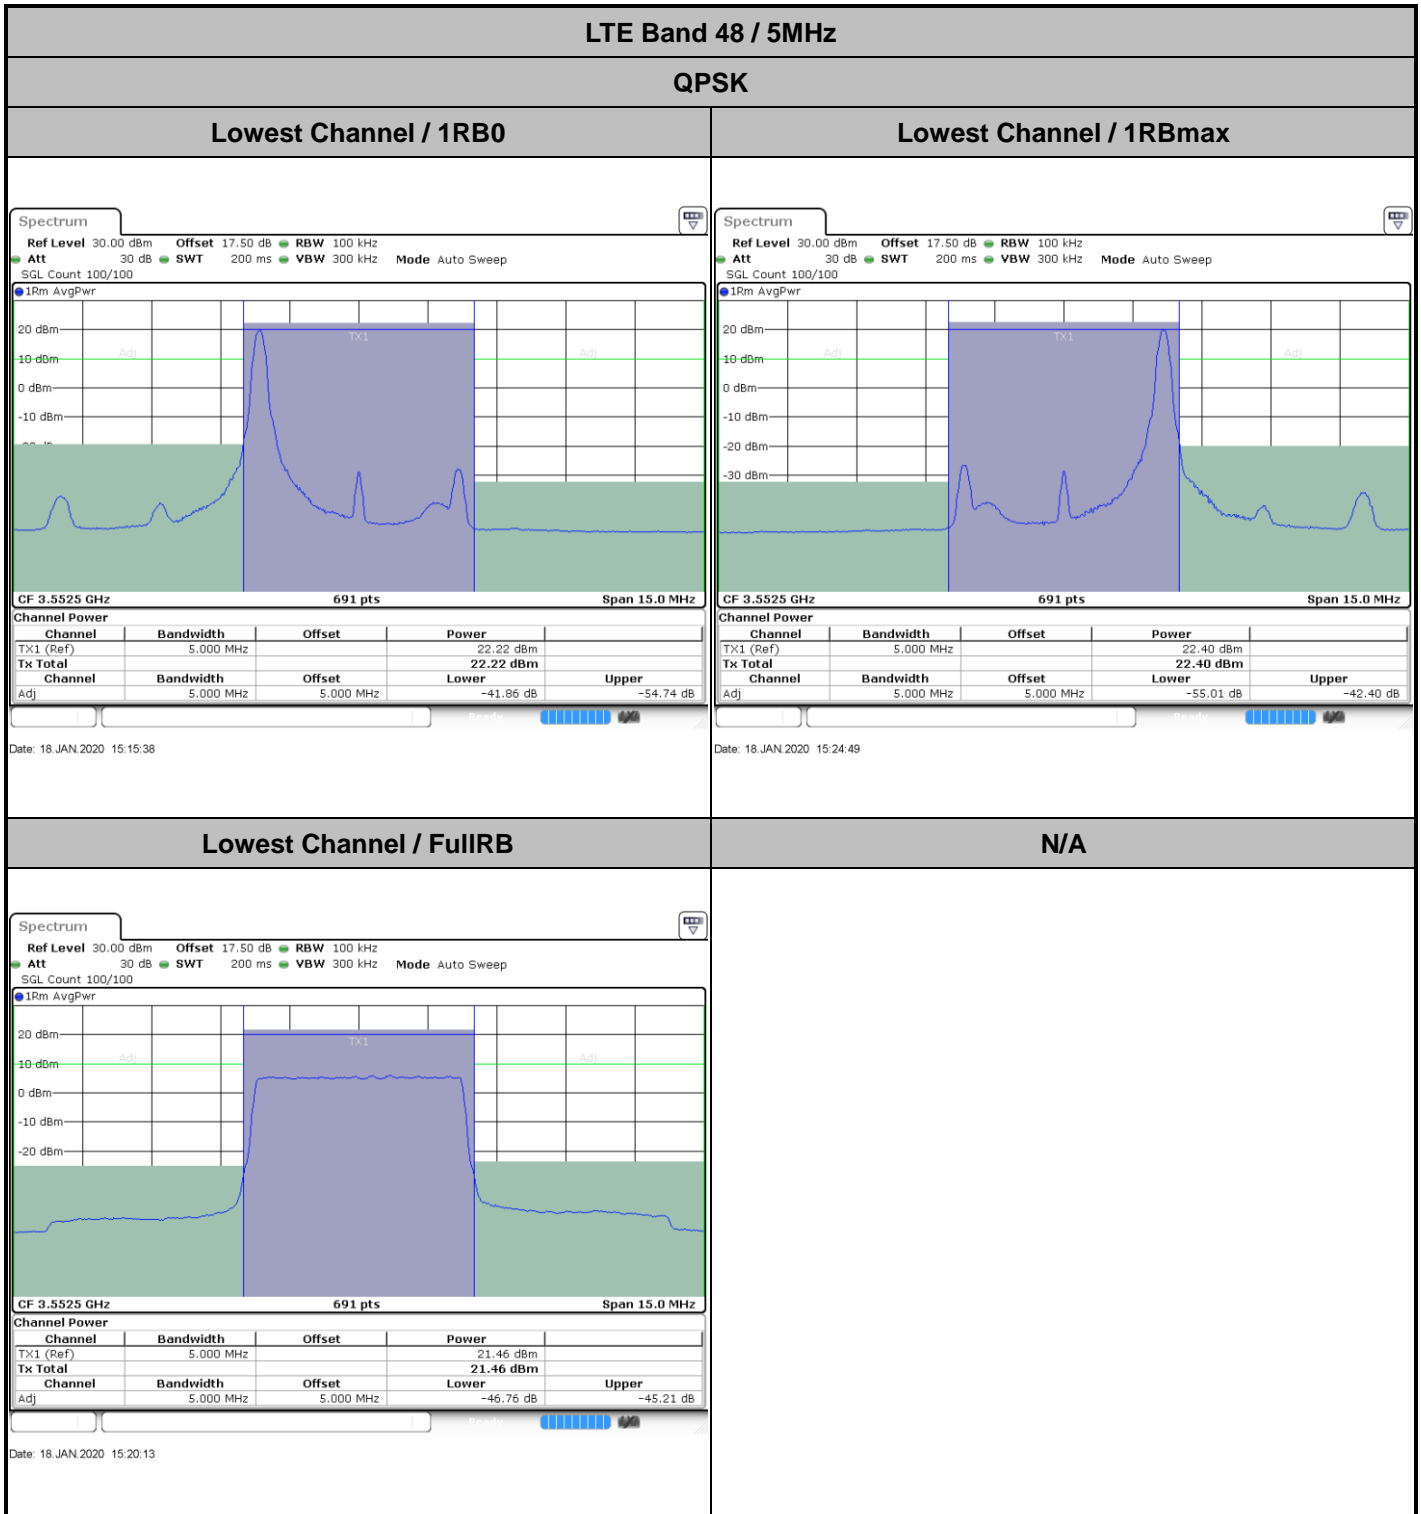 LTE Band 48 / 5MHz
QPSK
Lowest Channel / 1RB0
Lowest Channel / 1RBmax
Spectrum
Ref Level 30.00 dBm Offset 17.50 dB RBW 100 kHz
Att 30 dB SWT 200 ms VBW 300 kHz Mode Auto Sweep
SGL Count 100/100
1Rm AvgPwr
20 dBm
TX1
Adj
Adj
10 dBm
0 dBm
-10 dBm
CF 3.5525 GHz 691 pts Span 15.0 MHz
Channel Power
Channel Bandwidth Offset Power
TX1 (Ref) 5.000 MHz 22.22 dBm
Tx Total 22.22 dBm
Channel Bandwidth Offset Lower Upper
Adj 5.000 MHz 5.000 MHz -41.86 dB -54.74 dB
Ready
Date: 18.JAN.2020 15:15:38
Spectrum
Ref Level 30.00 dBm Offset 17.50 dB RBW 100 kHz
Att 30 dB SWT 200 ms VBW 300 kHz Mode Auto Sweep
SGL Count 100/100
1Rm AvgPwr
20 dBm
TX1
Adj
Adj
10 dBm
0 dBm
-10 dBm
-20 dBm
-30 dBm
CF 3.5525 GHz 691 pts Span 15.0 MHz
Channel Power
Channel Bandwidth Offset Power
TX1 (Ref) 5.000 MHz 22.40 dBm
Tx Total 22.40 dBm
Channel Bandwidth Offset Lower Upper
Adj 5.000 MHz 5.000 MHz -55.01 dB -42.40 dB
Ready
Date: 18.JAN.2020 15:24:49
Lowest Channel / FullRB
N/A
Spectrum
Ref Level 30.00 dBm Offset 17.50 dB RBW 100 kHz
Att 30 dB SWT 200 ms VBW 300 kHz Mode Auto Sweep
SGL Count 100/100
1Rm AvgPwr
20 dBm
TX1
Adj
Adj
10 dBm
0 dBm
-10 dBm
-20 dBm
CF 3.5525 GHz 691 pts Span 15.0 MHz
Channel Power
Channel Bandwidth Offset Power
TX1 (Ref) 5.000 MHz 21.46 dBm
Tx Total 21.46 dBm
Channel Bandwidth Offset Lower Upper
Adj 5.000 MHz 5.000 MHz -46.76 dB -45.21 dB
Ready
Date: 18.JAN.2020 15:20:13